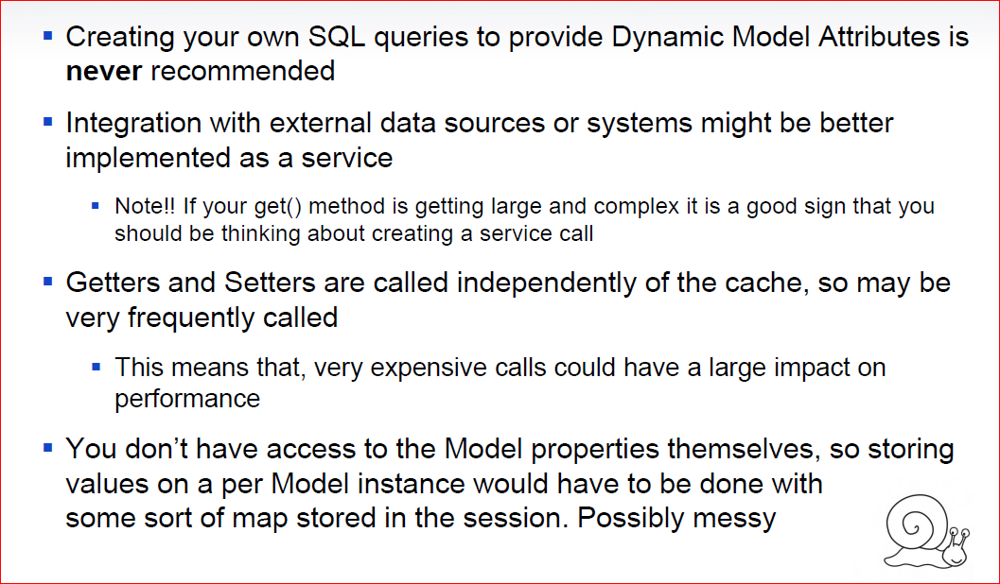 Creating your own SQL queries to provide Dynamic Model Attributes is
never recommended
Integration with external data sources or systems might be better
implemented as a service
Note!! If your get() method is getting large and complex it is a good sign that you
should be thinking about creating a service call
Getters and Setters are called independently of the cache, so may be
very frequently called
This means that, very expensive calls could have a large impact on
performance
You don’t have access to the Model properties themselves, so storing
values on a per Model instance would have to be done with
some sort of map stored in the session. Possibly messy